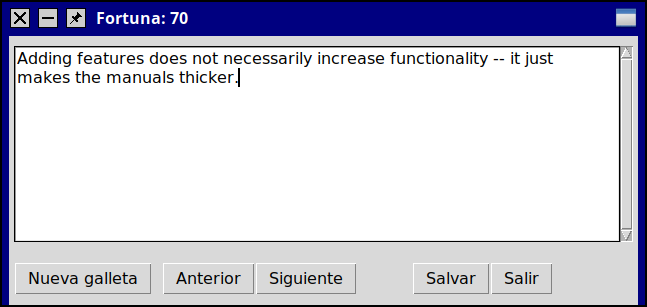 Fortuna: 70
Adding features does not necessarily increase functionality -- it just
makes the manuals thicker.
Nueva galleta Anterior Siguiente Salvar Salir